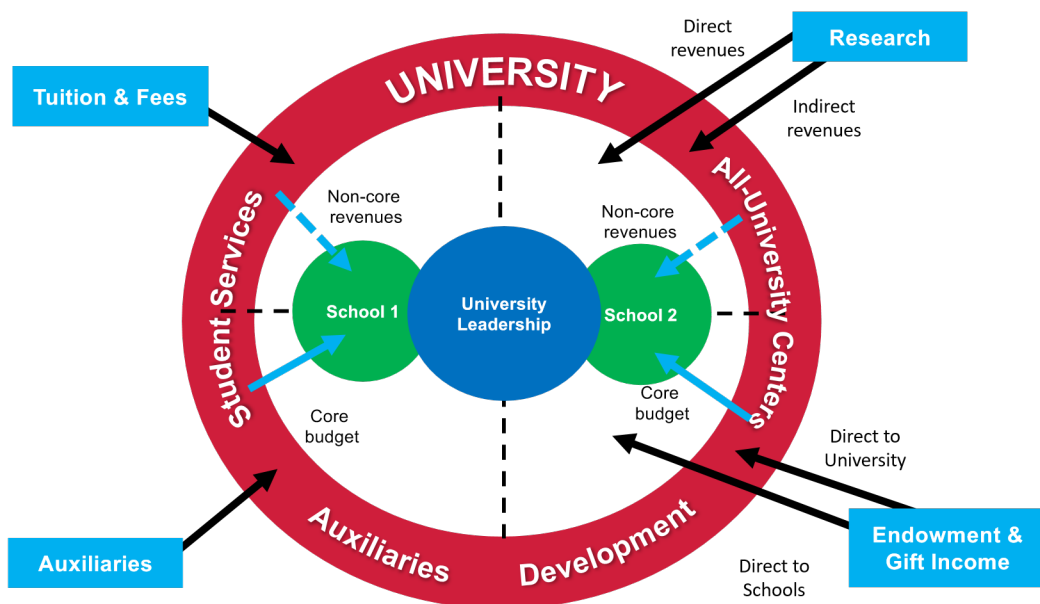 UNIVERSITY
Direct
revenues
Research
Tuition & Fees
Indirect
revenues
Student Services
All-University Centers
Non-core
revenues
Non-core
revenues
School 1
University
Leadership
School 2
Core
budget
Core
budget
Direct to
University
Auxiliaries
Auxiliaries
Development
Endowment &
Gift Income
Direct to
Schools